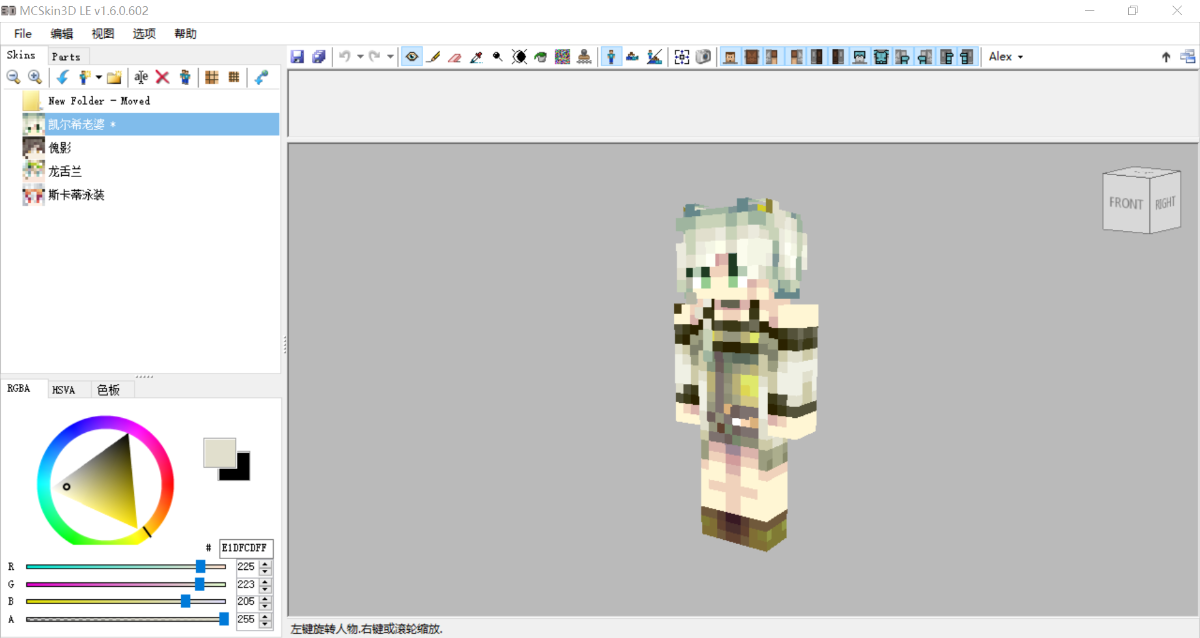 MCSkin3D LE v1.6.0.602
File 编辑 视图 选项 帮助
Skins Parts
Alex
New Folder - Moved
凯尔希老婆 *
傀影
龙舌兰
斯卡蒂泳装
FRONT RIGHT
RGBA HSVA 色板
# E1DFCDFF
R 225
G 223
B 205
A 255
左键旋转人物,右键或滚轮缩放.